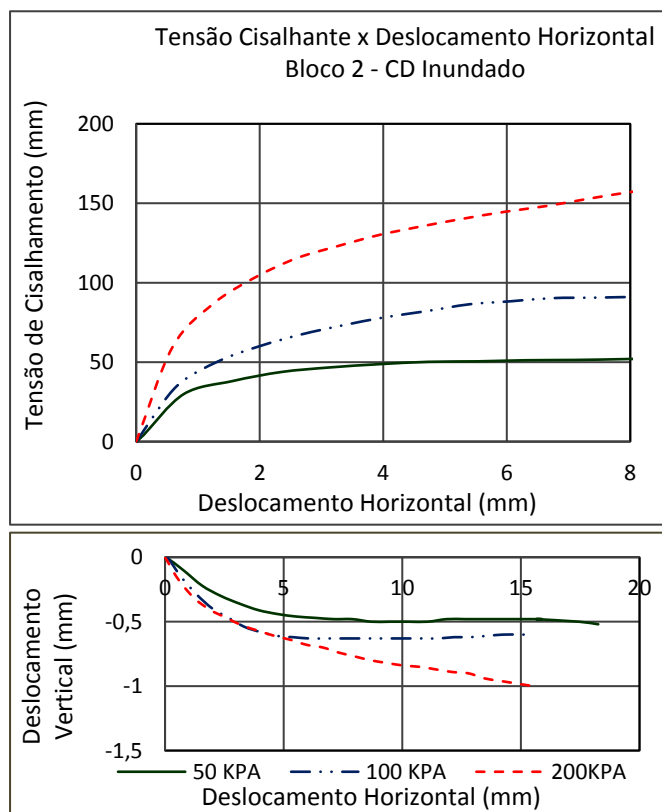 Tensão Cisalhante x Deslocamento Horizontal
Bloco 2 - CD Inundado
Tensão de Cisalhamento (mm)
200
150
100
50
0
0 2 4 6 8
Deslocamento Horizontal (mm)
Deslocamento
Vertical (mm)
0
-0,5
-1
-1,5
0 5 10 15 20
50 KPA 100 KPA 200KPA
Deslocamento Horizontal (mm)